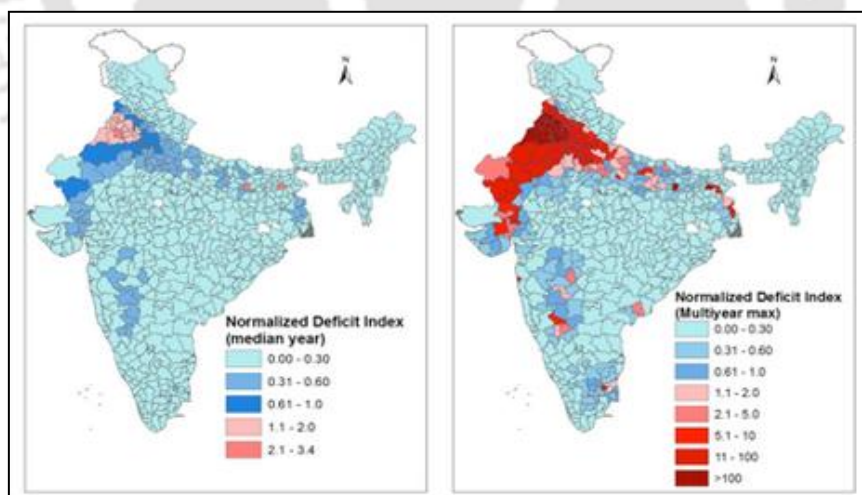 N
Normalized Deficit Index
(median year)
0.00 - 0.30
0.31 - 0.60
0.61 - 1.0
1.1 - 2.0
2.1 - 3.4
N
Normalized Deficit Index
(Multiyear max)
0.00 - 0.30
0.31 - 0.60
0.61 - 1.0
1.1 - 2.0
2.1 - 5.0
5.1 - 10
11 - 100
>100